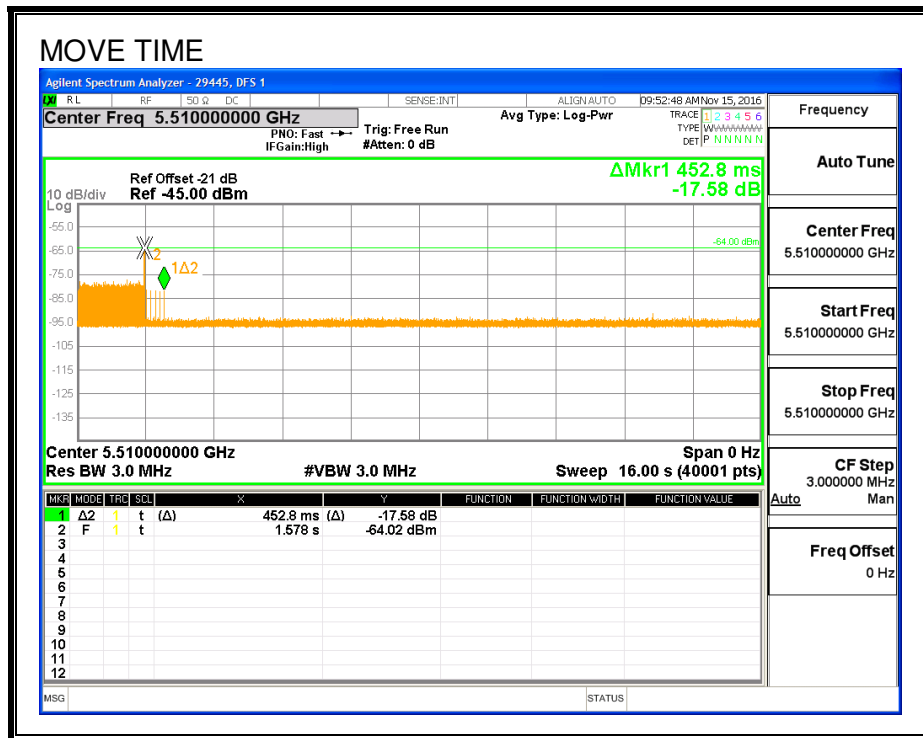 MOVE TIME
Agilent Spectrum Analyzer - 29445, DFS 1
LXI RL RF 50 Ω DC SENSE:INT ALIGN AUTO 09:52:48 AM Nov 15, 2016
Center Freq 5.510000000 GHz
PNO: Fast
IFGain:High
Trig: Free Run
#Atten: 0 dB
Avg Type: Log-Pwr
TRACE 1 2 3 4 5 6
TYPE WWWWWW
DET P N N N N N
Frequency
Auto Tune
Center Freq
5.510000000 GHz
Start Freq
5.510000000 GHz
Stop Freq
5.510000000 GHz
CF Step
3.000000 MHz
Auto Man
Freq Offset
0 Hz
ΔMkr1 452.8 ms
-17.58 dB
Ref Offset -21 dB
10 dB/div Ref -45.00 dBm
Log
-55.0
-65.0
-75.0
-85.0
-95.0
-105
-115
-125
-135
-64.00 dBm
2
1Δ2
Center 5.510000000 GHz Span 0 Hz
Res BW 3.0 MHz #VBW 3.0 MHz Sweep 16.00 s (40001 pts)
MKR MODE TRC SCL X Y FUNCTION FUNCTION WIDTH FUNCTION VALUE
1 Δ2 1 t (Δ) 452.8 ms (Δ) -17.58 dB
2 F 1 t 1.578 s -64.02 dBm
3
4
5
6
7
8
9
10
11
12
MSG STATUS